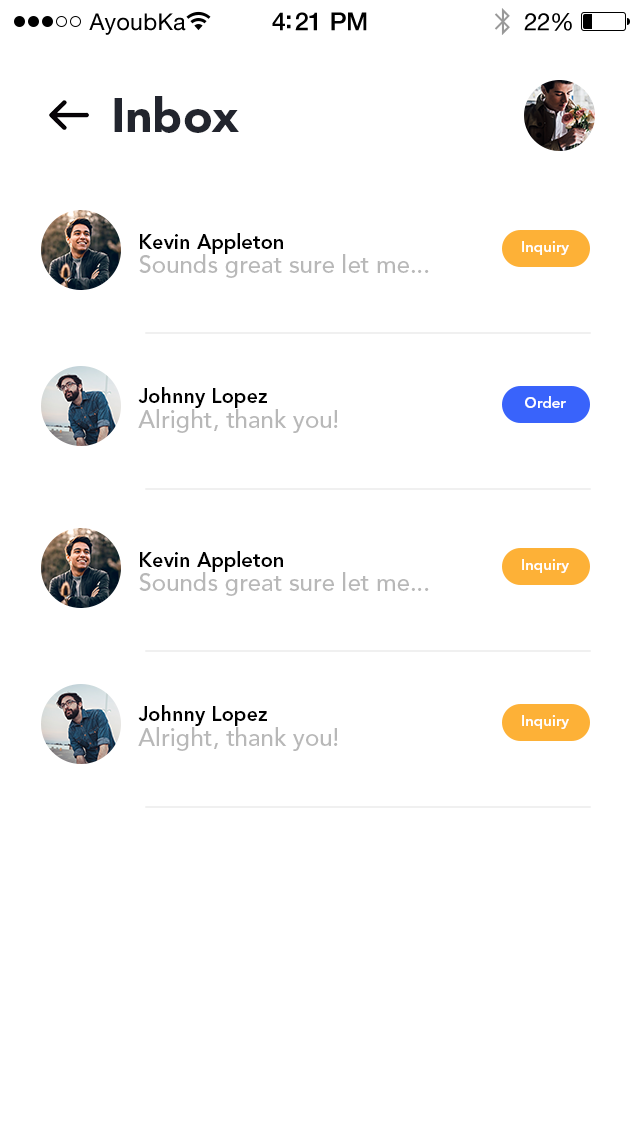 AyoubKa 4:21 PM 22%
Inbox
Kevin Appleton
Sounds great sure let me...
Inquiry
Johnny Lopez
Alright, thank you!
Order
Kevin Appleton
Sounds great sure let me...
Inquiry
Johnny Lopez
Alright, thank you!
Inquiry